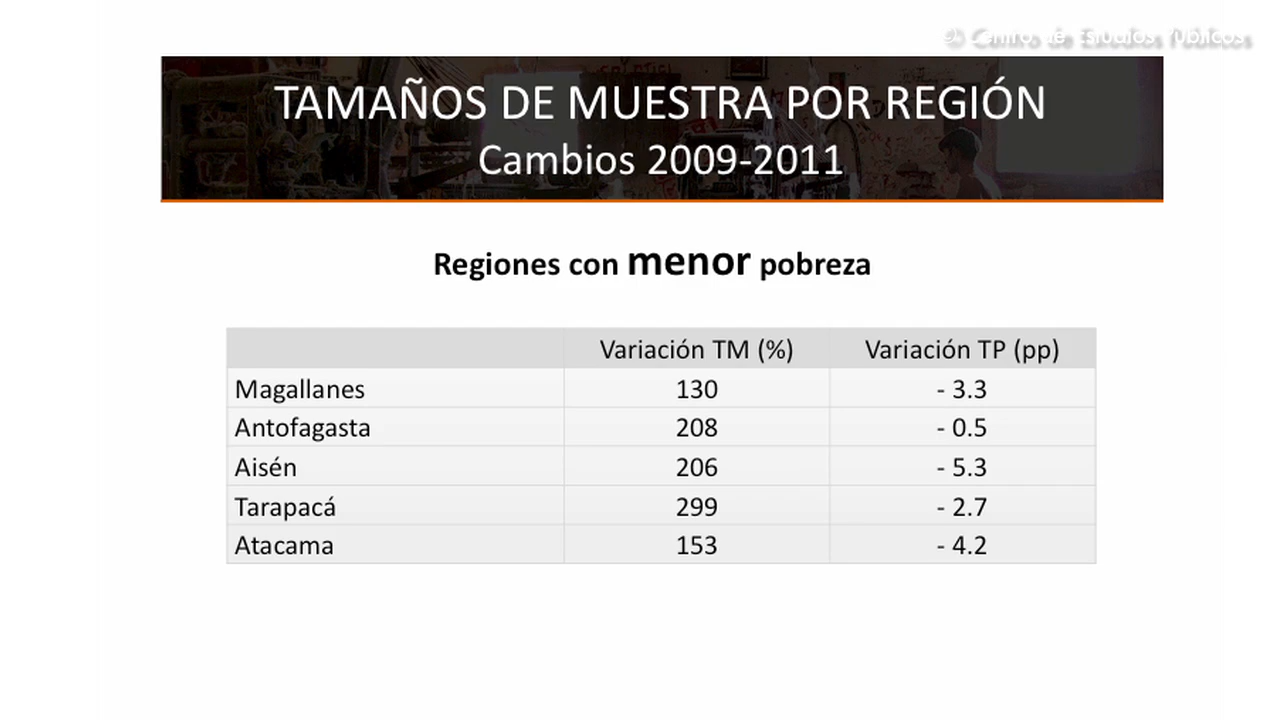 © Centro de Estudios Públicos
TAMAÑOS DE MUESTRA POR REGIÓN
Cambios 2009-2011
Regiones con menor pobreza
Variación TM (%) Variación TP (pp)
Magallanes 130 - 3.3
Antofagasta 208 - 0.5
Aisén 206 - 5.3
Tarapacá 299 - 2.7
Atacama 153 - 4.2